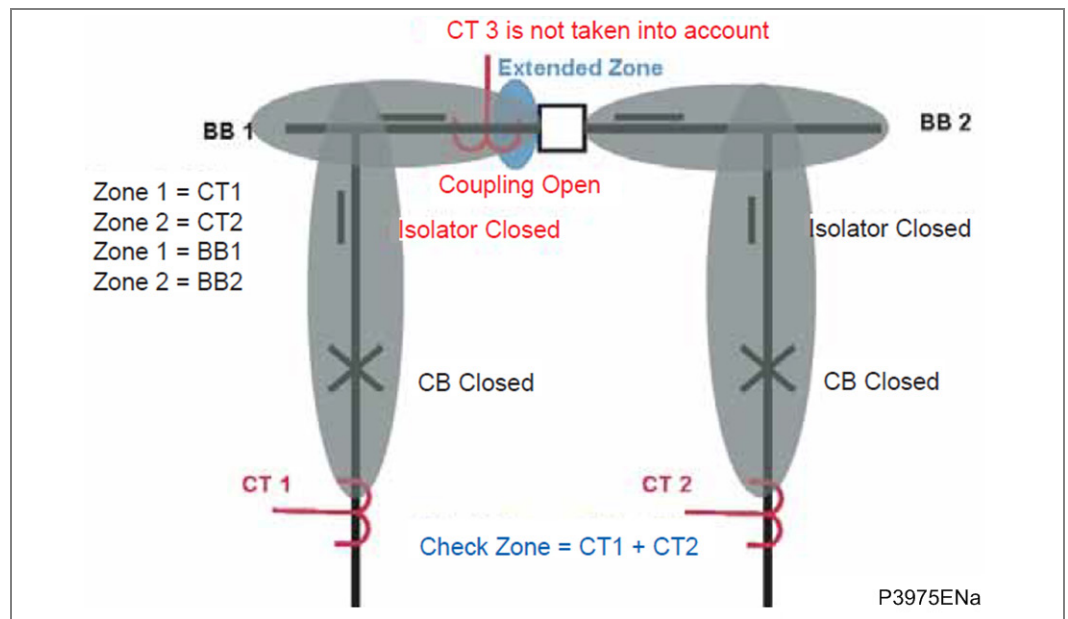 CT 3 is not taken into account
Extended Zone
BB 1
BB 2
Coupling Open
Zone 1 = CT1
Zone 2 = CT2
Zone 1 = BB1
Zone 2 = BB2
Isolator Closed
Isolator Closed
CB Closed
CB Closed
CT 1
CT 2
Check Zone = CT1 + CT2
P3975ENa